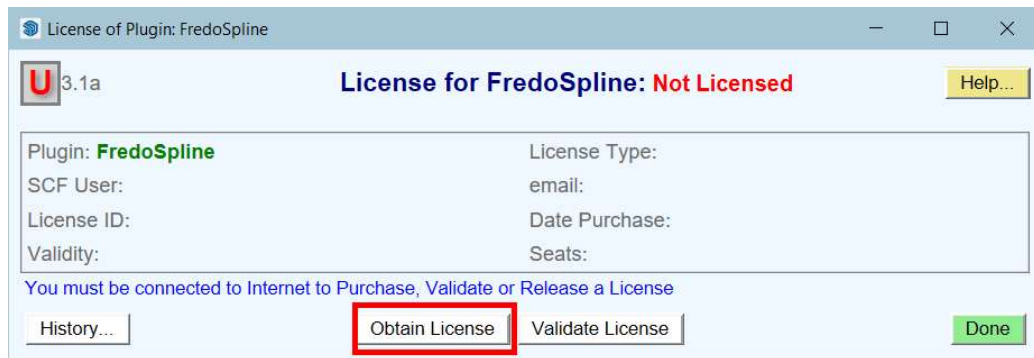 License of Plugin: FredoSpline
U 3.1a License for FredoSpline: Not Licensed Help...
Plugin: FredoSpline License Type:
SCF User: email:
License ID: Date Purchase:
Validity: Seats:
You must be connected to Internet to Purchase, Validate or Release a License
History... Obtain License Validate License Done